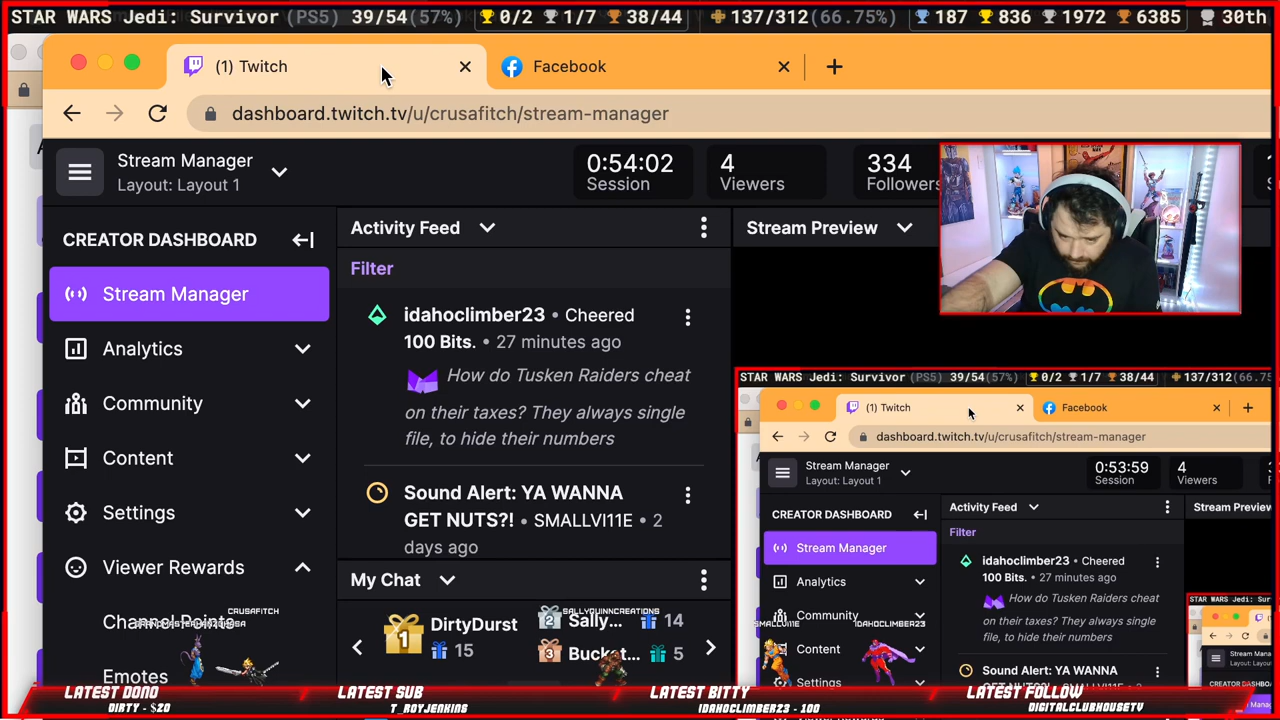 STAR WARS Jedi: Survivor (PS5) 39/54(57%) 0/2 1/7 38/44 137/312(66.75%) 187 836 1972 6385 30th
(1) Twitch Facebook
dashboard.twitch.tv/u/crusafitch/stream-manager
Stream Manager
Layout: Layout 1
0:54:02
Session
4
Viewers
334
Followers
CREATOR DASHBOARD
Stream Manager
Analytics
Community
Content
Settings
Viewer Rewards
Emotes
Activity Feed
Filter
idahoclimber23 • Cheered
100 Bits. • 27 minutes ago
How do Tusken Raiders cheat
on their taxes? They always single
file, to hide their numbers
Sound Alert: YA WANNA
GET NUTS?! • SMALLVI11E • 2
days ago
My Chat
1 DirtyDurst
15
2 Sally... 14
3 Bucket... 5
CRUSAFITCH
SALLYQUINNCREATIONS
Stream Preview
STAR WARS Jedi: Survivor (PS5) 39/54(57%) 0/2 1/7 38/44 137/312(66.75
(1) Twitch Facebook
dashboard.twitch.tv/u/crusafitch/stream-manager
Stream Manager
Layout: Layout 1
0:53:59
Session
4
Viewers
CREATOR DASHBOARD
Stream Manager
Analytics
Community
Content
Settings
Activity Feed
Filter
idahoclimber23 • Cheered
100 Bits. • 27 minutes ago
How do Tusken Raiders cheat
on their taxes? They always single
file, to hide their numbers
Sound Alert: YA WANNA
Stream Preview
SMALLVI11E
IDAHOCLIMBER23
STAR WARS Jedi: Surv
LATEST DONO
DIRTY - $20
LATEST SUB
T_ROYJENKINS
LATEST BITTY
IDAHOCLIMBER23 - 100
LATEST FOLLOW
DIGITALCLUBHOUSETV